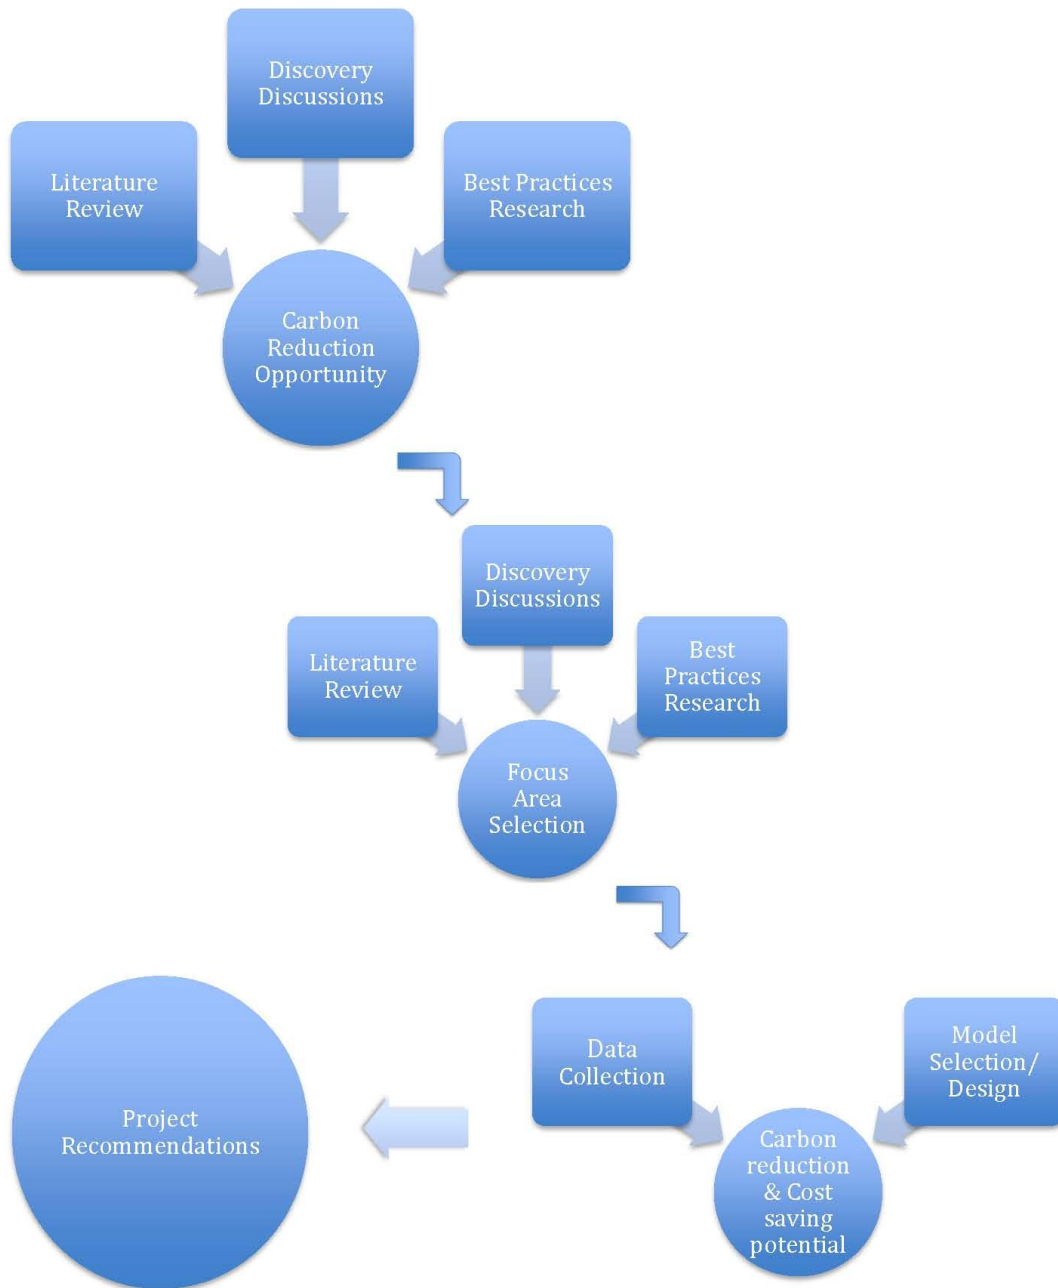 Discovery
Discussions
Literature
Review
Best Practices
Research
Carbon
Reduction
Opportunity
Discovery
Discussions
Literature
Review
Best
Practices
Research
Focus
Area
Selection
Data
Collection
Model
Selection/
Design
Carbon
reduction
& Cost
saving
potential
Project
Recommendations